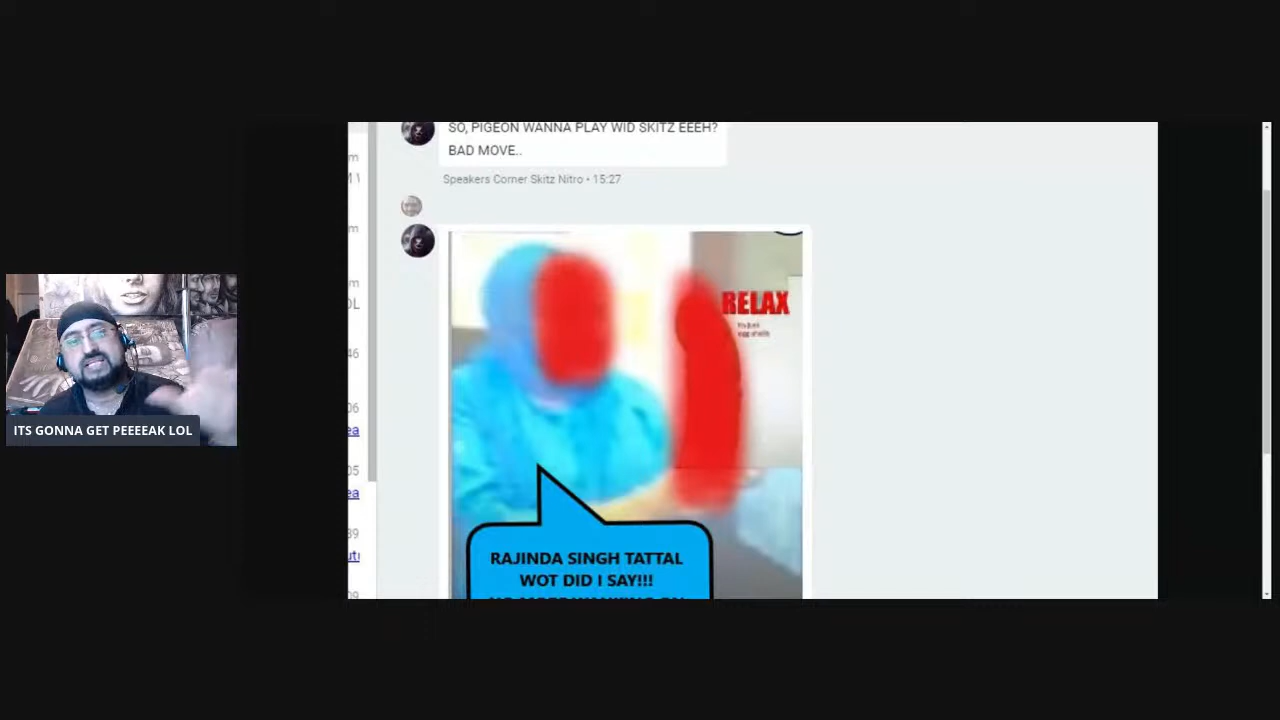 SO, PIGEON WANNA PLAY WID SKITZ EEEH?
BAD MOVE..
Speakers Corner Skitz Nitro • 15:27
RELAX
RAJINDA SINGH TATTAL
WOT DID I SAY!!!
ITS GONNA GET PEEEEAK LOL